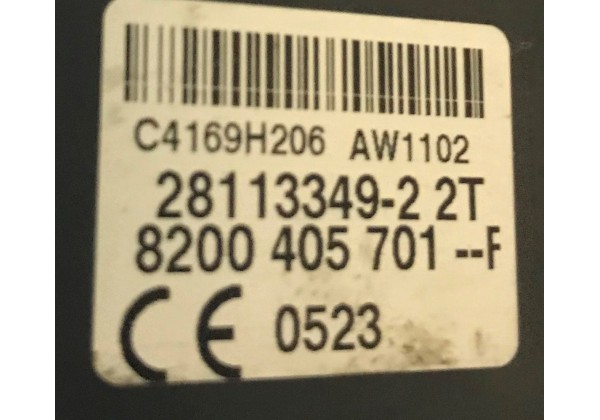 C4169H206 AW1102
28113349-2 2T
8200 405 701 --F
CE 0523